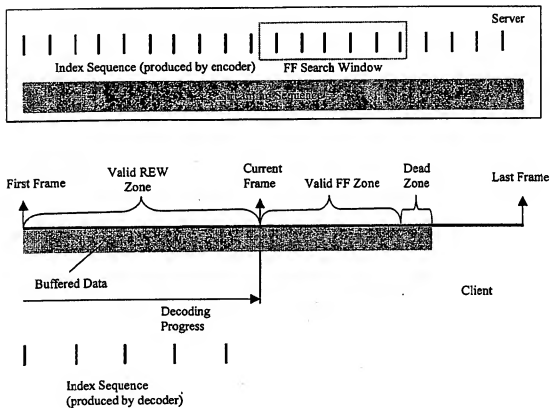 Server
Index Sequence (produced by encoder)
FF Search Window
Valid REW
Zone
Current
Frame
Valid FF Zone
Dead
Zone
First Frame
Last Frame
Buffered Data
Client
Decoding
Progress
Index Sequence
(produced by decoder)